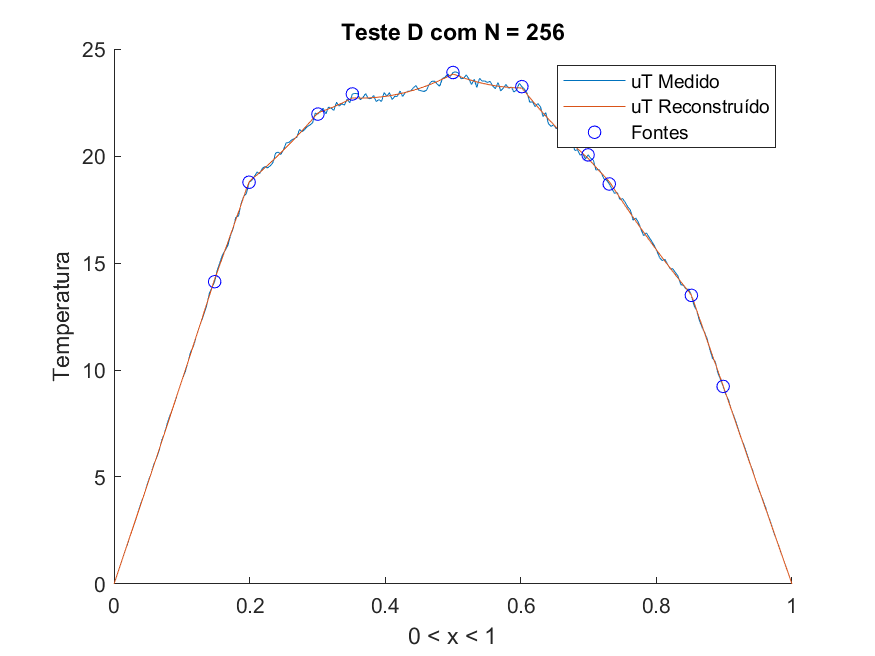 Teste D com N = 256
uT Medido
uT Reconstruído
Fontes
Temperatura
25
20
15
10
5
0
0 0.2 0.4 0.6 0.8 1
0 < x < 1